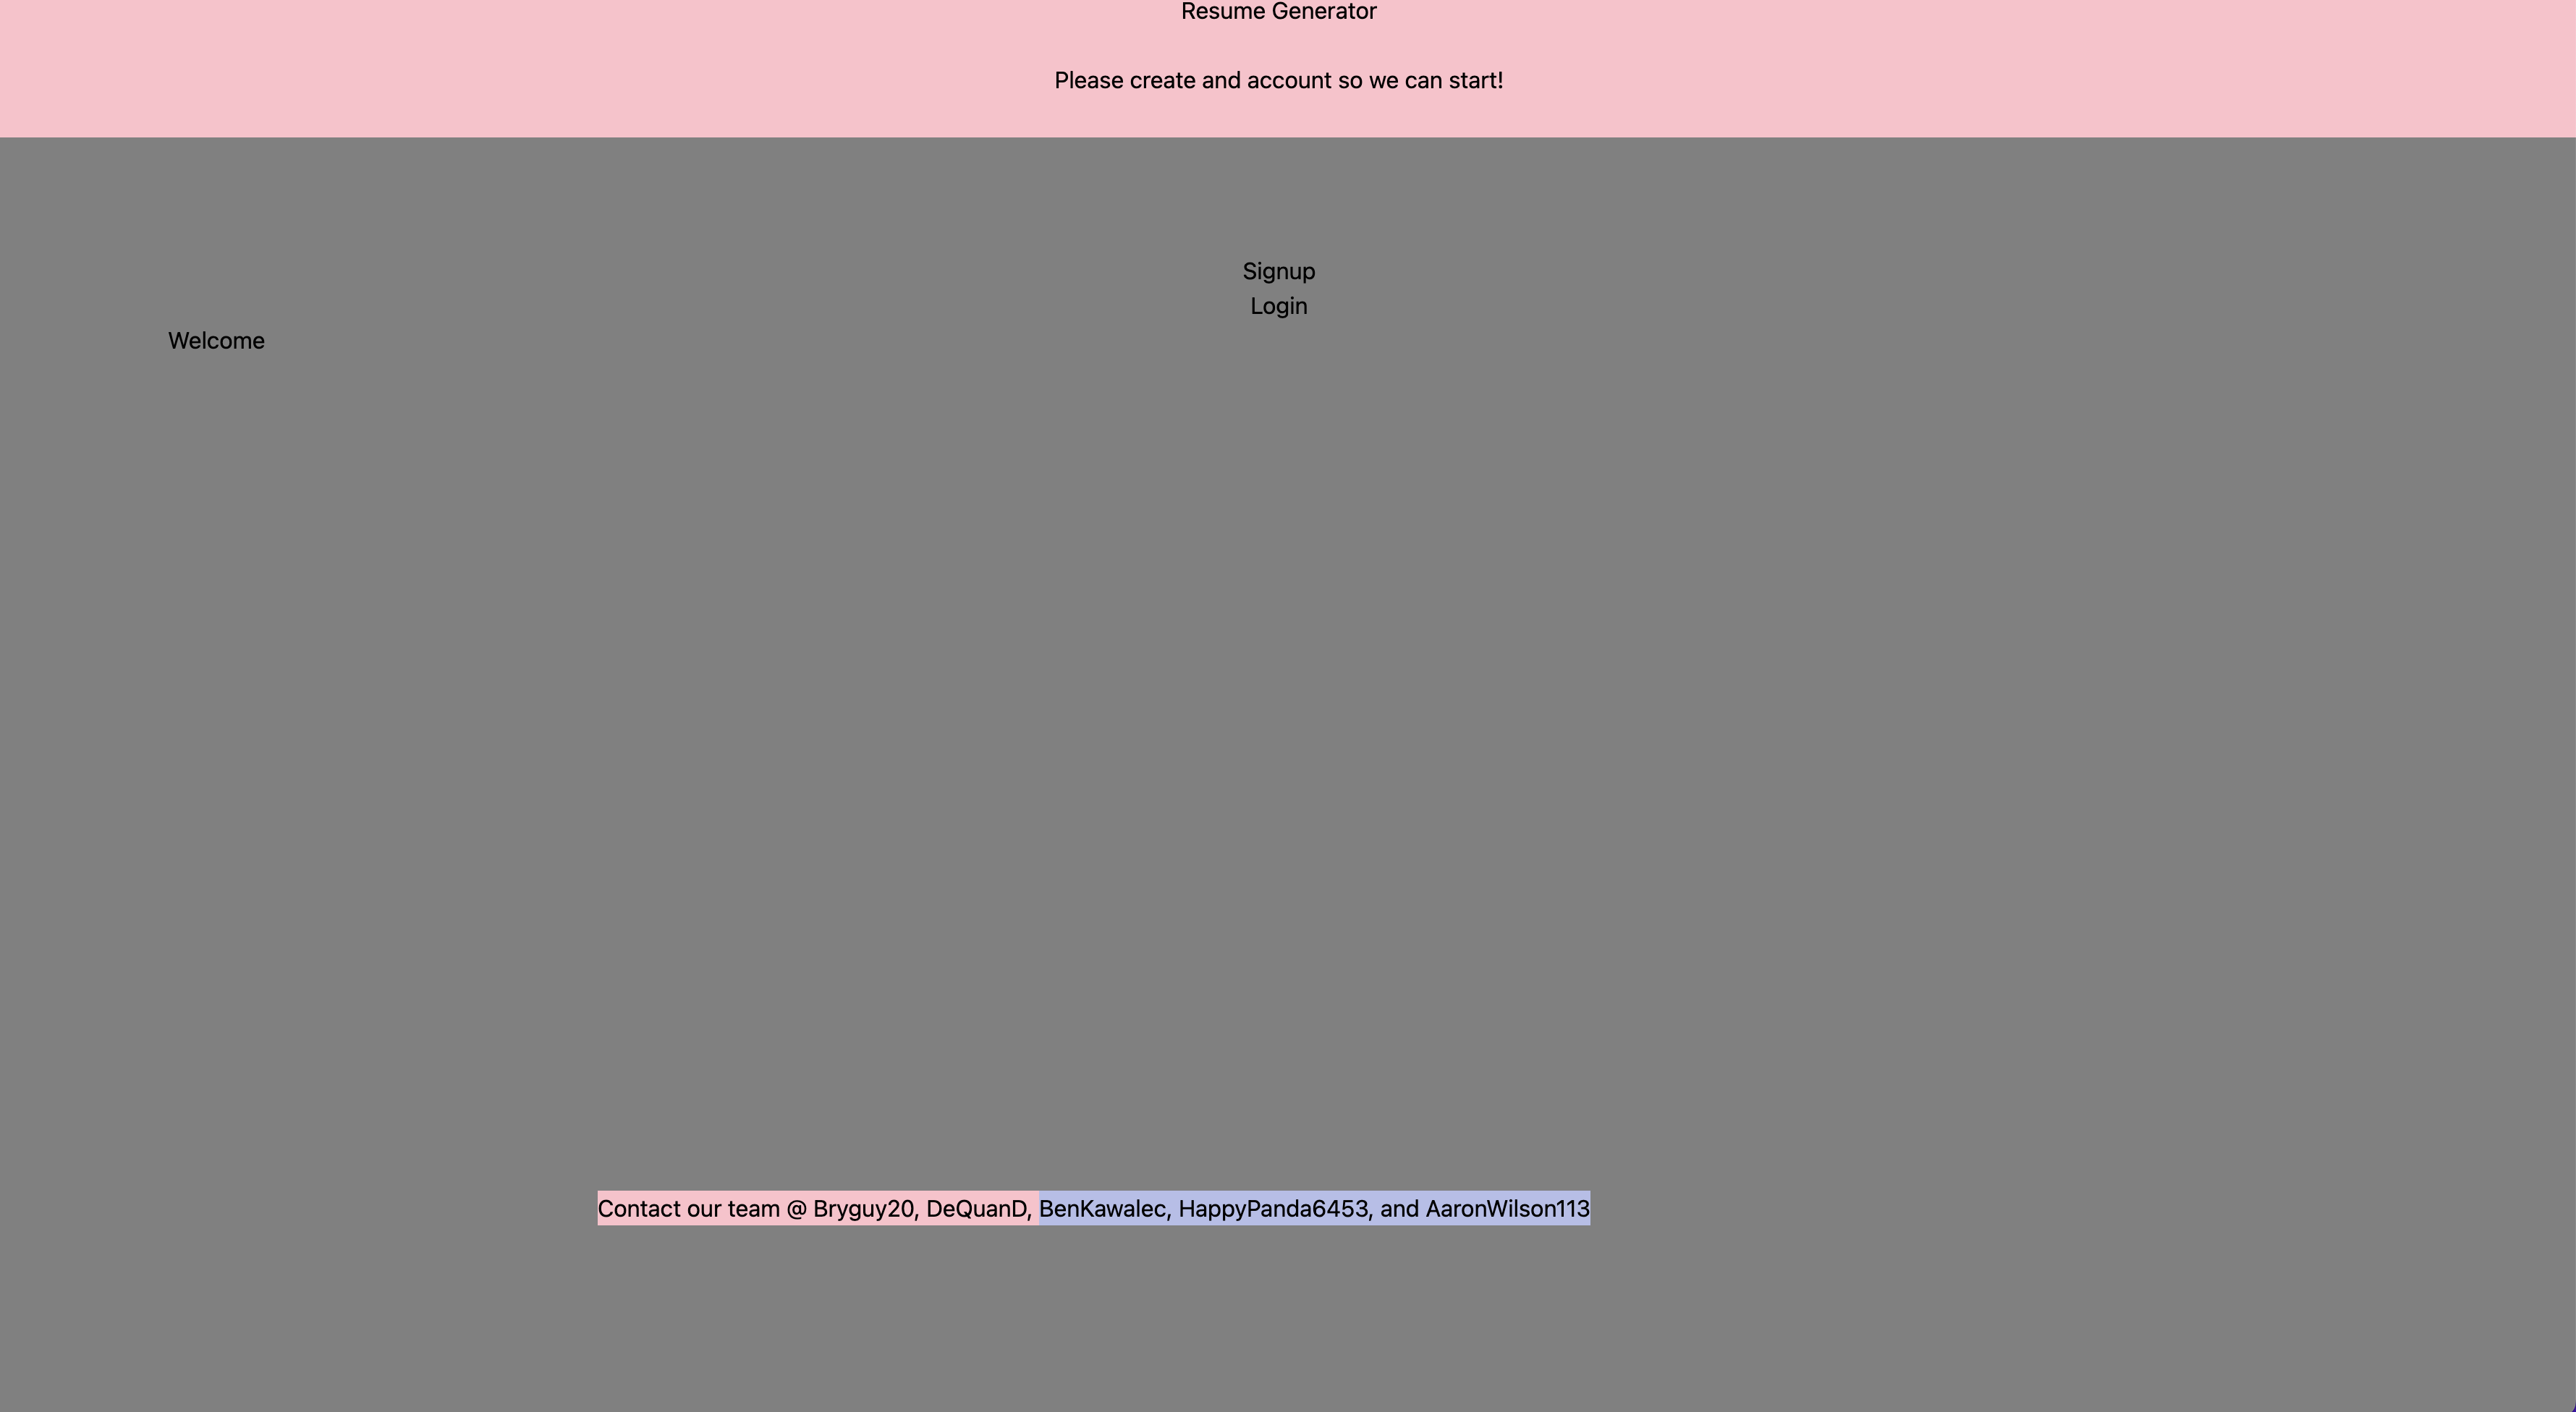 Resume Generator
Please create and account so we can start!
Signup
Login
Welcome
Contact our team @ Bryguy20, DeQuanD, BenKawalec, HappyPanda6453, and AaronWilson113